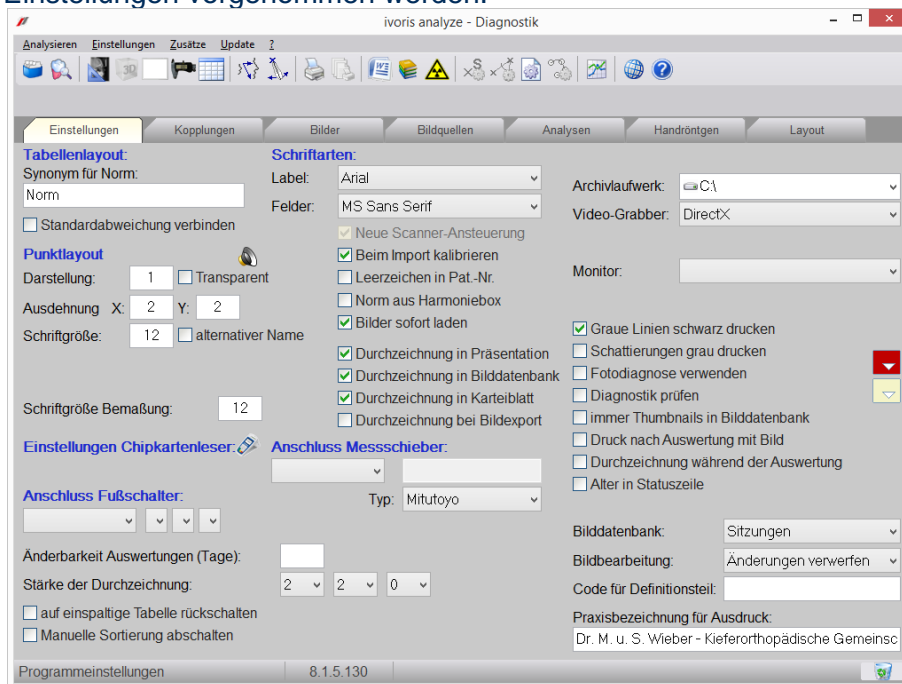 Einstellungen vorgenommen werden.
ivoris analyze - Diagnostik
Analysieren Einstellungen Zusätze Update ?
3D
W
S S
Einstellungen Kopplungen Bilder Bildquellen Analysen Handröntgen Layout
Tabellenlayout:
Synonym für Norm:
Norm
Standardabweichung verbinden
Punktlayout
Darstellung: 1 Transparent
Ausdehnung X: 2 Y: 2
Schriftgröße: 12 alternativer Name
Schriftgröße Bemaßung: 12
Einstellungen Chipkartenleser:
Anschluss Fußschalter:
Änderbarkeit Auswertungen (Tage):
Stärke der Durchzeichnung: 2 2 0
auf einspaltige Tabelle rückschalten
Manuelle Sortierung abschalten
Schriftarten:
Label: Arial
Felder: MS Sans Serif
Neue Scanner-Ansteuerung
Beim Import kalibrieren
Leerzeichen in Pat.-Nr.
Norm aus Harmoniebox
Bilder sofort laden
Durchzeichnung in Präsentation
Durchzeichnung in Bilddatenbank
Durchzeichnung in Karteiblatt
Durchzeichnung bei Bildexport
Anschluss Messschieber:
Typ: Mitutoyo
Archivlaufwerk: C:\
Video-Grabber: DirectX
Monitor:
Graue Linien schwarz drucken
Schattierungen grau drucken
Fotodiagnose verwenden
Diagnostik prüfen
immer Thumbnails in Bilddatenbank
Druck nach Auswertung mit Bild
Durchzeichnung während der Auswertung
Alter in Statuszeile
Bilddatenbank: Sitzungen
Bildbearbeitung: Änderungen verwerfen
Code für Definitionsteil:
Praxisbezeichnung für Ausdruck:
Dr. M. u. S. Wieber - Kieferorthopädische Gemeinsc
Programmeinstellungen 8.1.5.130